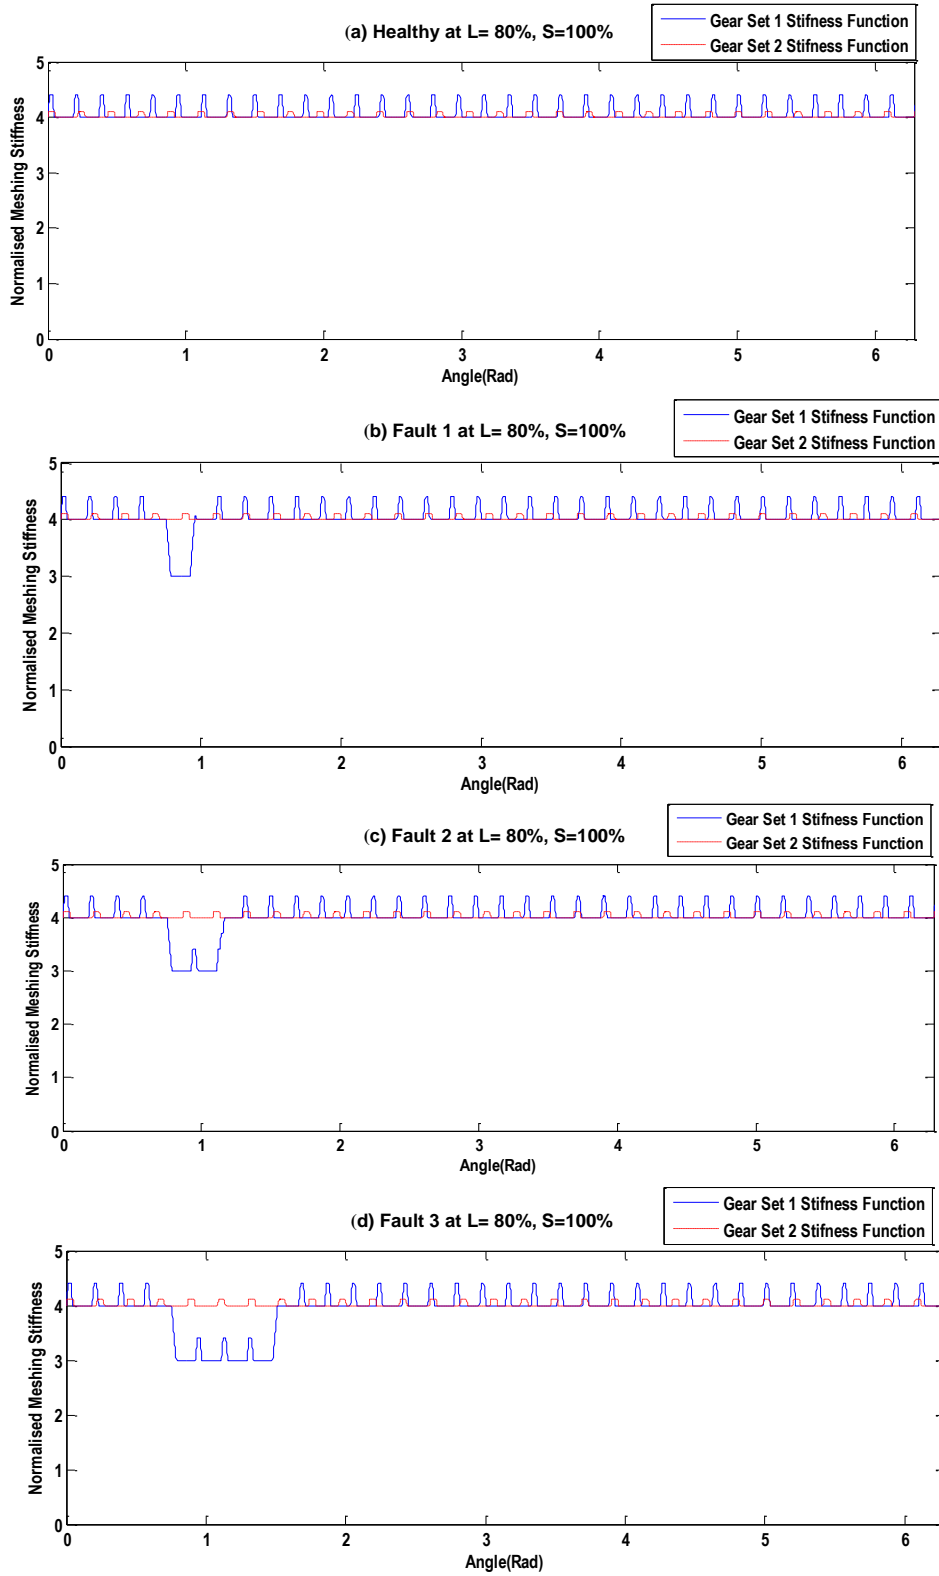 (a) Healthy at L= 80%, S=100%
Gear Set 1 Stifness Function
Gear Set 2 Stifness Function
Normalised Meshing Stiffness
5
4
3
2
1
0
0 1 2 3 4 5 6
Angle(Rad)
(b) Fault 1 at L= 80%, S=100%
Gear Set 1 Stifness Function
Gear Set 2 Stifness Function
Normalised Meshing Stiffness
5
4
3
2
1
0
0 1 2 3 4 5 6
Angle(Rad)
(c) Fault 2 at L= 80%, S=100%
Gear Set 1 Stifness Function
Gear Set 2 Stifness Function
Normalised Meshing Stiffness
5
4
3
2
1
0
0 1 2 3 4 5 6
Angle(Rad)
(d) Fault 3 at L= 80%, S=100%
Gear Set 1 Stifness Function
Gear Set 2 Stifness Function
Normalised Meshing Stiffness
5
4
3
2
1
0
0 1 2 3 4 5 6
Angle(Rad)